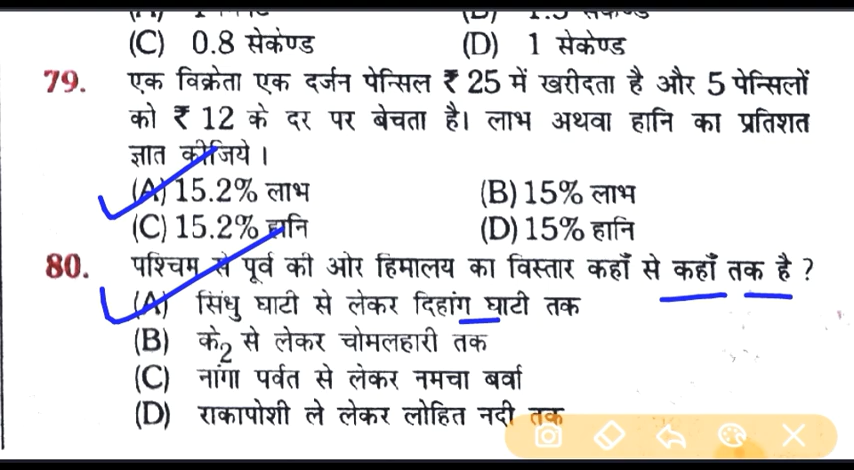 (C) 0.8 सेकेण्ड (D) 1 सेकेण्ड
79. एक विक्रेता एक दर्जन पेन्सिल ₹ 25 में खरीदता है और 5 पेन्सिलों
को ₹ 12 के दर पर बेचता है। लाभ अथवा हानि का प्रतिशत
ज्ञात कीजिये।
(A) 15.2% लाभ (B) 15% लाभ
(C) 15.2% हानि (D) 15% हानि
80. पश्चिम से पूर्व की ओर हिमालय का विस्तार कहाँ से कहाँ तक है ?
(A) सिंधु घाटी से लेकर दिहांग घाटी तक
(B) के2 से लेकर चोमलहारी तक
(C) नांगा पर्वत से लेकर नमचा बर्वा
(D) राकापोशी ले लेकर लोहित नदी तक